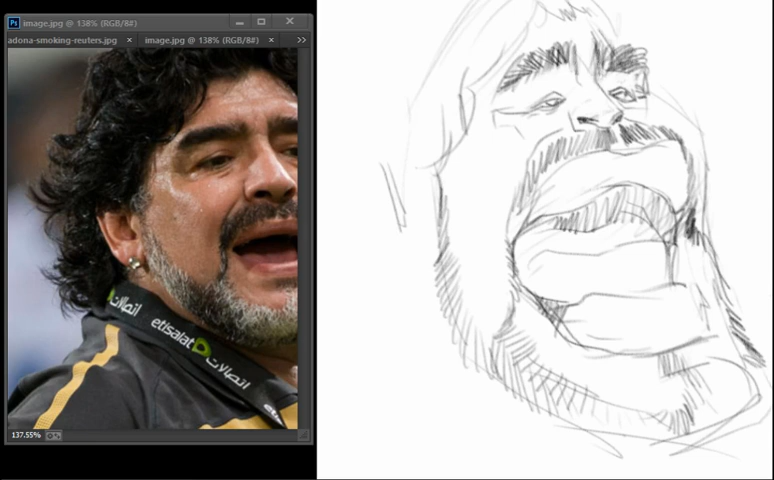 image.jpg @ 138% (RGB/8#)
adona-smoking-reuters.jpg × image.jpg @ 138% (RGB/8#) × >>
اتصالات
etisalat
اتصالات
137.55%